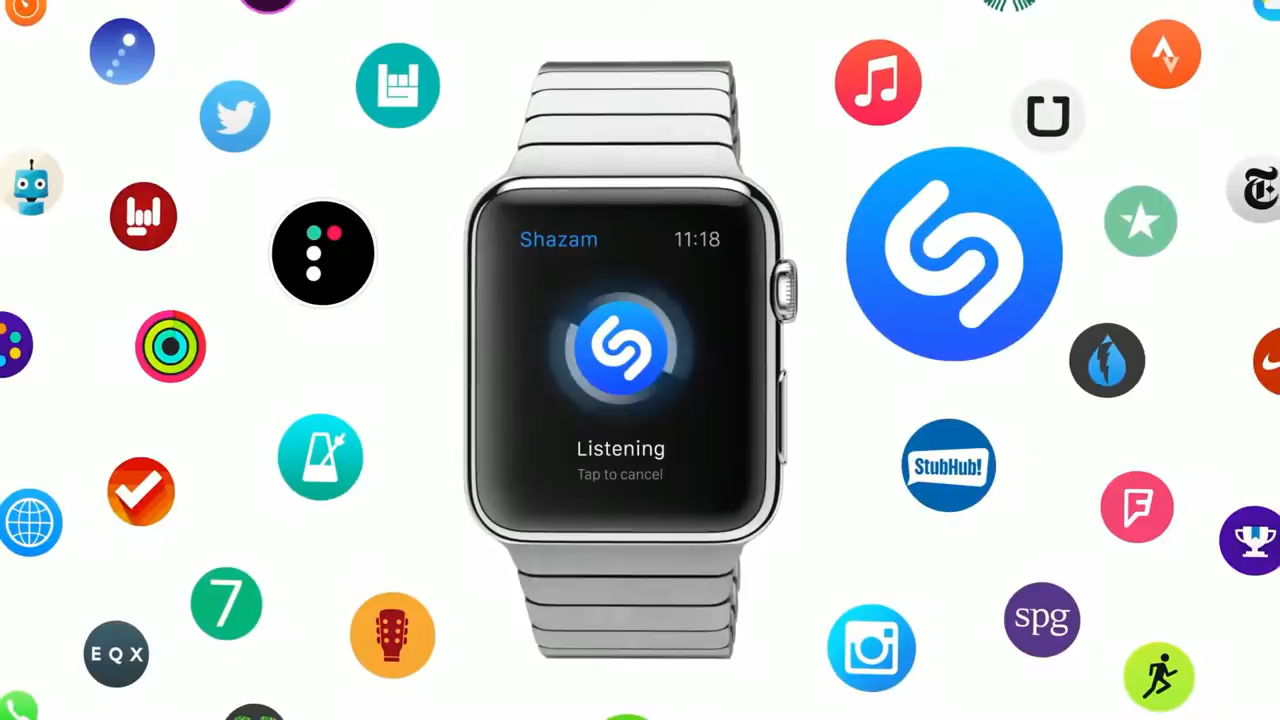 Shazam 11:18
Listening
Tap to cancel
StubHub!
7
spg
EQX